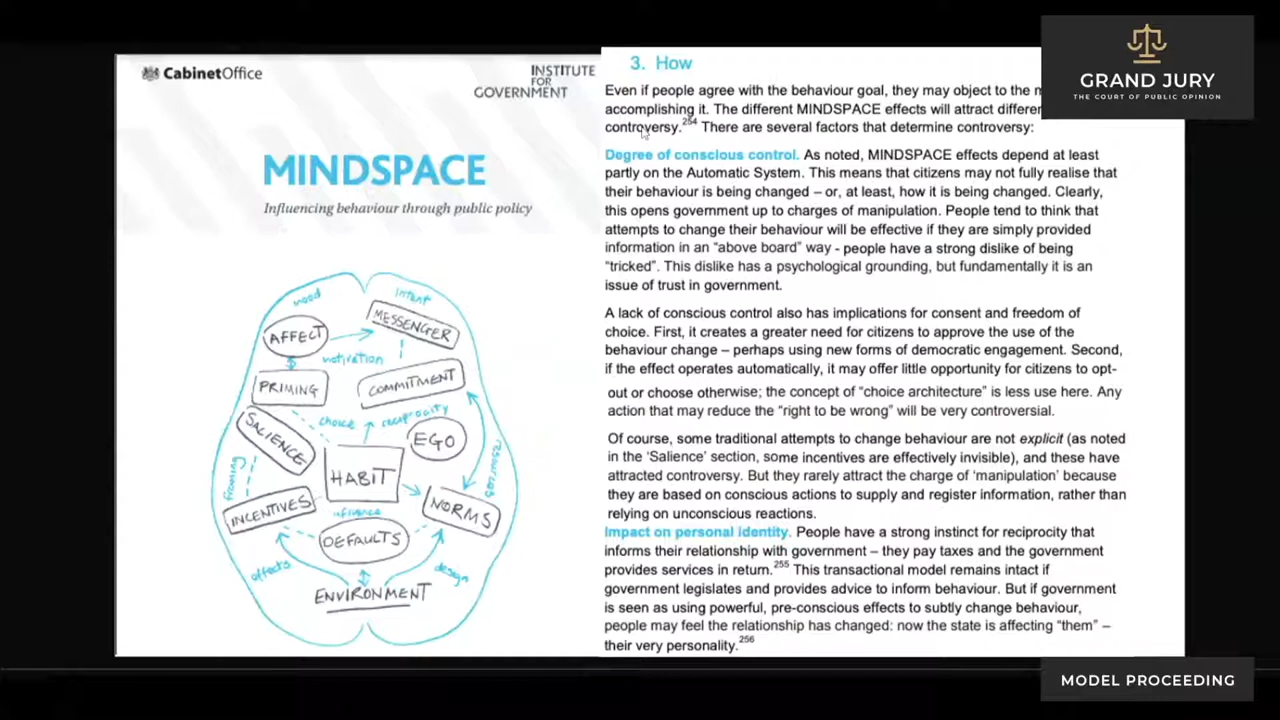 CabinetOffice
INSTITUTE
FOR
GOVERNMENT
MINDSPACE
Influencing behaviour through public policy
mood
intent
AFFECT
MESSENGER
motivation
PRIMING
COMMITMENT
SALIENCE
choice
reciprocity
EGO
HABIT
framing
resources
INCENTIVES
NORMS
influence
DEFAULTS
effects
design
ENVIRONMENT
3. How
Even if people agree with the behaviour goal, they may object to the
accomplishing it. The different MINDSPACE effects will attract
controversy.254 There are several factors that determine controversy:
Degree of conscious control. As noted, MINDSPACE effects depend at least
partly on the Automatic System. This means that citizens may not fully realise that
their behaviour is being changed – or, at least, how it is being changed. Clearly,
this opens government up to charges of manipulation. People tend to think that
attempts to change their behaviour will be effective if they are simply provided
information in an “above board” way - people have a strong dislike of being
“tricked”. This dislike has a psychological grounding, but fundamentally it is an
issue of trust in government.
A lack of conscious control also has implications for consent and freedom of
choice. First, it creates a greater need for citizens to approve the use of the
behaviour change – perhaps using new forms of democratic engagement. Second,
if the effect operates automatically, it may offer little opportunity for citizens to opt-
out or choose otherwise; the concept of “choice architecture” is less use here. Any
action that may reduce the “right to be wrong” will be very controversial.
Of course, some traditional attempts to change behaviour are not explicit (as noted
in the ‘Salience’ section, some incentives are effectively invisible), and these have
attracted controversy. But they rarely attract the charge of ‘manipulation’ because
they are based on conscious actions to supply and register information, rather than
relying on unconscious reactions.
Impact on personal identity. People have a strong instinct for reciprocity that
informs their relationship with government – they pay taxes and the government
provides services in return.255 This transactional model remains intact if
government legislates and provides advice to inform behaviour. But if government
is seen as using powerful, pre-conscious effects to subtly change behaviour,
people may feel the relationship has changed: now the state is affecting “them” –
their very personality.256
GRAND JURY
THE COURT OF PUBLIC OPINION
MODEL PROCEEDING